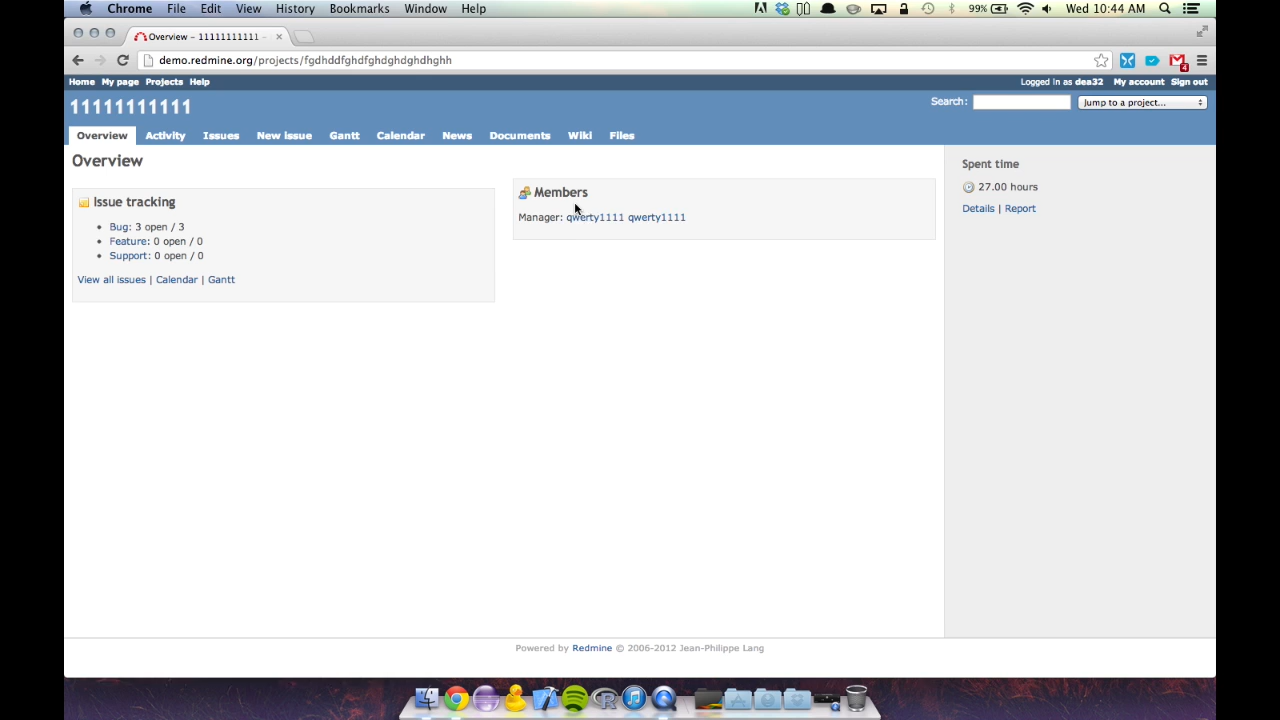 Chrome File Edit View History Bookmarks Window Help 99% Wed 10:44 AM
Overview – 11111111111 –
demo.redmine.org/projects/fgdhddfghdfghdghdghdhghh
4
Home My page Projects Help Logged in as dea32 My account Sign out
11111111111 Search: Jump to a project...
Overview Activity Issues New issue Gantt Calendar News Documents Wiki Files
Overview
Issue tracking
Bug: 3 open / 3
Feature: 0 open / 0
Support: 0 open / 0
View all issues | Calendar | Gantt
Members
Manager: qwerty1111 qwerty1111
Spent time
27.00 hours
Details | Report
Powered by Redmine © 2006-2012 Jean-Philippe Lang